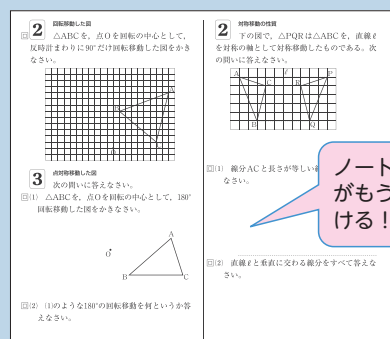 2 回転移動した図
□ △ABCを，点Oを回転の中心として，
反時計まわりに90°だけ回転移動した図をかき
なさい。
A
B
C
O
3 点対称移動した図
次の問いに答えなさい。
□(1) △ABCを，点Oを回転の中心として，180°
回転移動した図をかきなさい。
A
O
B
C
□(2) (1)のような180°の回転移動を何というか答
えなさい。
2 対称移動の性質
□ 下の図で，△PQRは△ABCを，直線ℓ
を対称の軸として対称移動したものである。次
の問いに答えなさい。
A ℓ P
C R
B Q
□(1) 線分ACと長さが等しい
なさい。
ノート
がもう
ける！
□(2) 直線ℓと垂直に交わる線分をすべて答えな
さい。